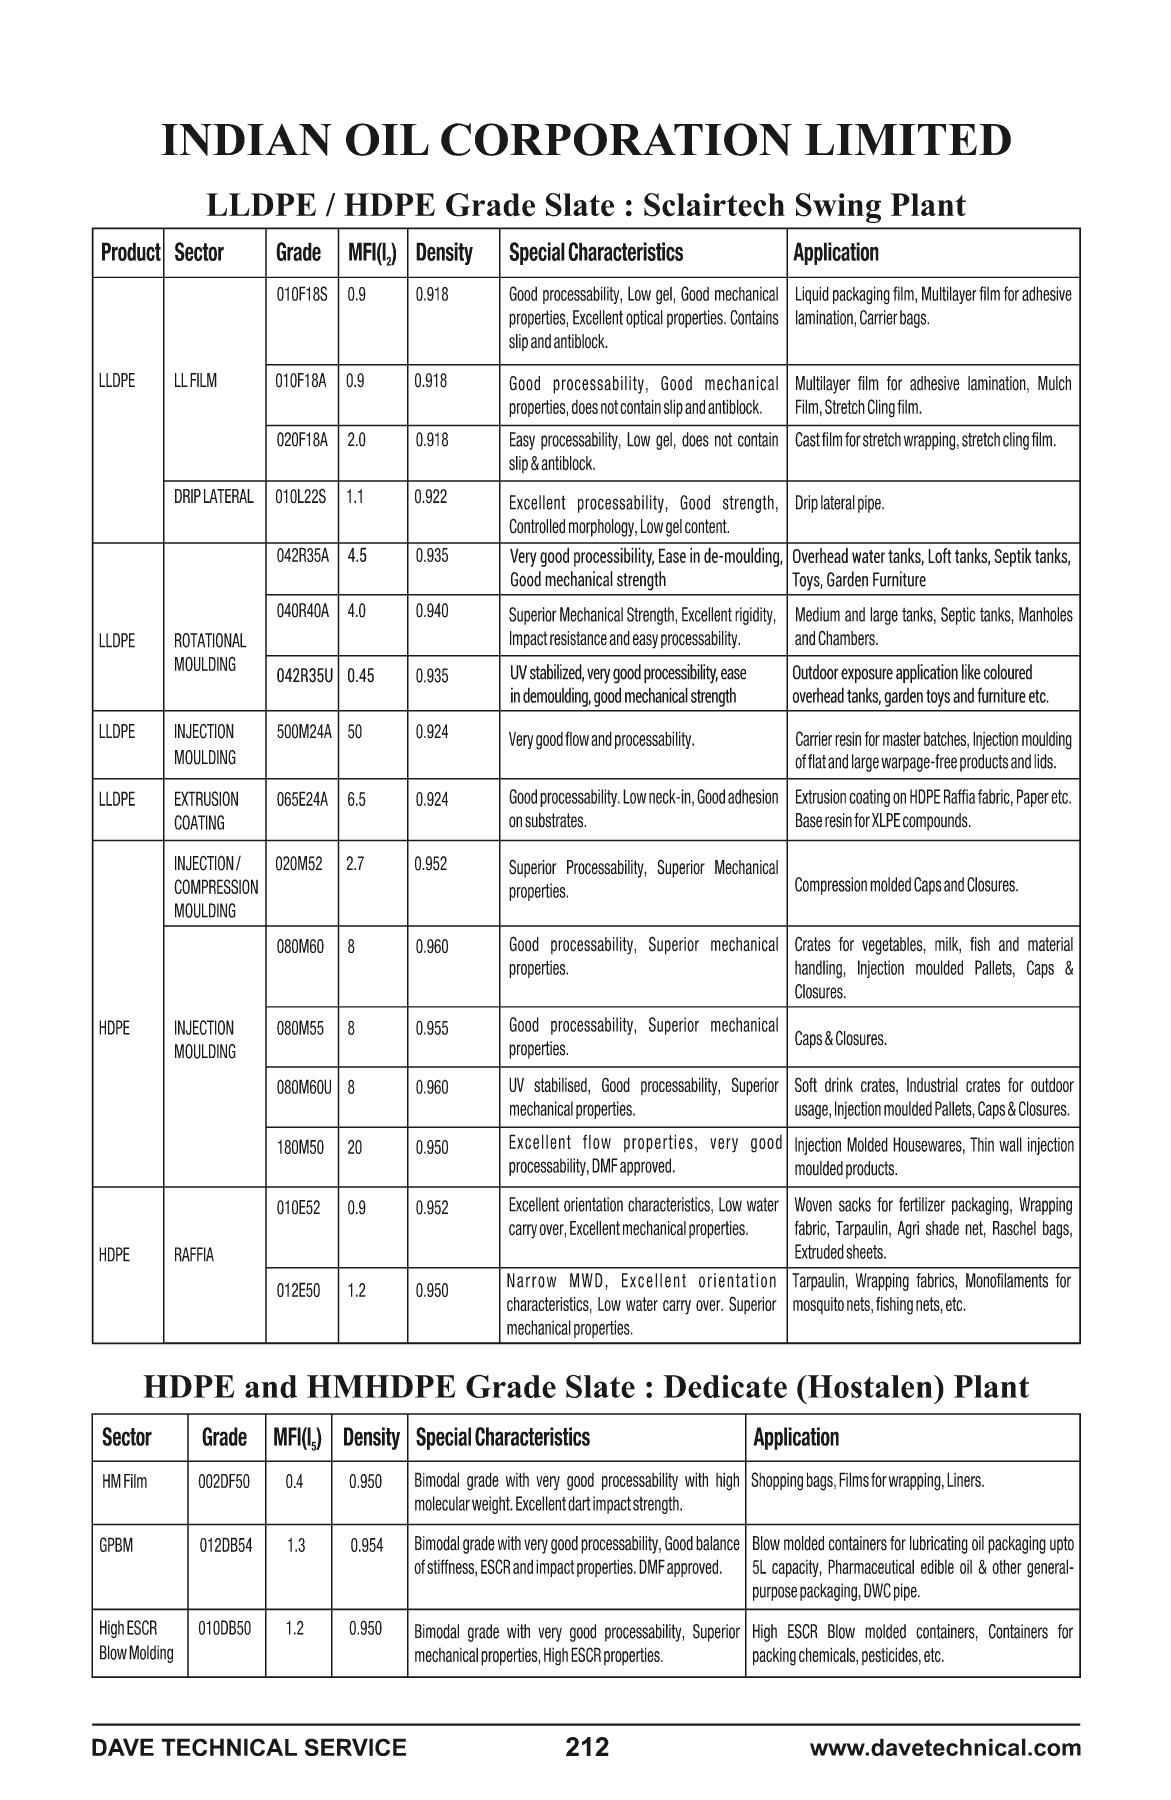 INDIAN OIL CORPORATION LIMITED
LLDPE / HDPE Grade Slate : Sclairtech Swing Plant
Product Sector Grade MFI(I2) Density Special Characteristics Application
010F18S 0.9 0.918 Good processability, Low gel, Good mechanical Liquid packaging film, Multilayer film for adhesive
properties, Excellent optical properties. Contains lamination, Carrier bags.
slip and antiblock.
LLDPE LL FILM 010F18A 0.9 0.918 Good processability, Good mechanical Multilayer film for adhesive lamination, Mulch
properties, does not contain slip and antiblock. Film, Stretch Cling film.
020F18A 2.0 0.918 Easy processability, Low gel, does not contain Cast film for stretch wrapping, stretch cling film.
slip & antiblock.
DRIP LATERAL 010L22S 1.1 0.922 Excellent processability, Good strength, Drip lateral pipe.
Controlled morphology, Low gel content.
042R35A 4.5 0.935 Very good processibility, Ease in de-moulding, Overhead water tanks, Loft tanks, Septik tanks,
Good mechanical strength Toys, Garden Furniture
040R40A 4.0 0.940 Superior Mechanical Strength, Excellent rigidity, Medium and large tanks, Septic tanks, Manholes
LLDPE ROTATIONAL Impact resistance and easy processability. and Chambers.
MOULDING 042R35U 0.45 0.935 UV stabilized, very good processibility, ease Outdoor exposure application like coloured
in demoulding, good mechanical strength overhead tanks, garden toys and furniture etc.
LLDPE INJECTION 500M24A 50 0.924 Very good flow and processability. Carrier resin for master batches, Injection moulding
MOULDING of flat and large warpage-free products and lids.
LLDPE EXTRUSION 065E24A 6.5 0.924 Good processability. Low neck-in, Good adhesion Extrusion coating on HDPE Raffia fabric, Paper etc.
COATING on substrates. Base resin for XLPE compounds.
INJECTION / 020M52 2.7 0.952 Superior Processability, Superior Mechanical
COMPRESSION properties. Compression molded Caps and Closures.
MOULDING
080M60 8 0.960 Good processability, Superior mechanical Crates for vegetables, milk, fish and material
properties. handling, Injection moulded Pallets, Caps &
Closures.
HDPE INJECTION 080M55 8 0.955 Good processability, Superior mechanical Caps & Closures.
MOULDING properties.
080M60U 8 0.960 UV stabilised, Good processability, Superior Soft drink crates, Industrial crates for outdoor
mechanical properties. usage, Injection moulded Pallets, Caps & Closures.
180M50 20 0.950 Excellent flow properties, very good Injection Molded Housewares, Thin wall injection
processability, DMF approved. moulded products.
010E52 0.9 0.952 Excellent orientation characteristics, Low water Woven sacks for fertilizer packaging, Wrapping
carry over, Excellent mechanical properties. fabric, Tarpaulin, Agri shade net, Raschel bags,
HDPE RAFFIA Extruded sheets.
012E50 1.2 0.950 Narrow MWD, Excellent orientation Tarpaulin, Wrapping fabrics, Monofilaments for
characteristics, Low water carry over. Superior mosquito nets, fishing nets, etc.
mechanical properties.
HDPE and HMHDPE Grade Slate : Dedicate (Hostalen) Plant
Sector Grade MFI(I5) Density Special Characteristics Application
HM Film 002DF50 0.4 0.950 Bimodal grade with very good processability with high Shopping bags, Films for wrapping, Liners.
molecular weight. Excellent dart impact strength.
GPBM 012DB54 1.3 0.954 Bimodal grade with very good processability, Good balance Blow molded containers for lubricating oil packaging upto
of stiffness, ESCR and impact properties. DMF approved. 5L capacity, Pharmaceutical edible oil & other general-
purpose packaging, DWC pipe.
High ESCR 010DB50 1.2 0.950 Bimodal grade with very good processability, Superior High ESCR Blow molded containers, Containers for
Blow Molding mechanical properties, High ESCR properties. packing chemicals, pesticides, etc.
DAVE TECHNICAL SERVICE 212 www.davetechnical.com